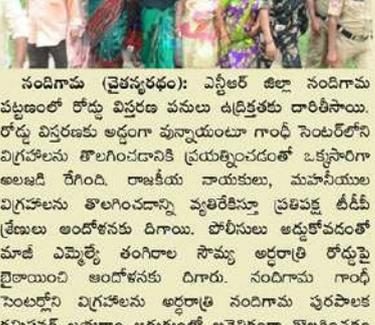 నందిగామ (చైతన్యరథం): ఎన్టీఆర్ జిల్లా నందిగామ
పట్టణంలో రోడ్డు విస్తరణ పనులు ఉద్రిక్తతకు దారితీసాయి.
రోడ్డు విస్తరణకు అడ్డంగా వున్నాయంటూ గాంధీ సెంటర్‌లోని
విగ్రహాలను తొలగించడానికి ప్రయత్నించడంతో ఒక్కసారిగా
అలజడి రేగింది. రాజకీయ నాయకులు, మహనీయుల
విగ్రహాలను తొలగించడాన్ని వ్యతిరేకిస్తూ ప్రతిపక్ష టీడీపీ
శ్రేణులు ఆందోళనకు దిగాయి. పోలీసులు అడ్డుకోవడంతో
మాజీ ఎమ్మెల్యే తంగిరాల సౌమ్య అర్ధరాత్రి రోడ్డుపై
బైఠాయించి ఆందోళనకు దిగారు. నందిగామ గాంధీ
సెంటర్లోని విగ్రహాలను అర్ధరాత్రి నందిగామ పురపాలక